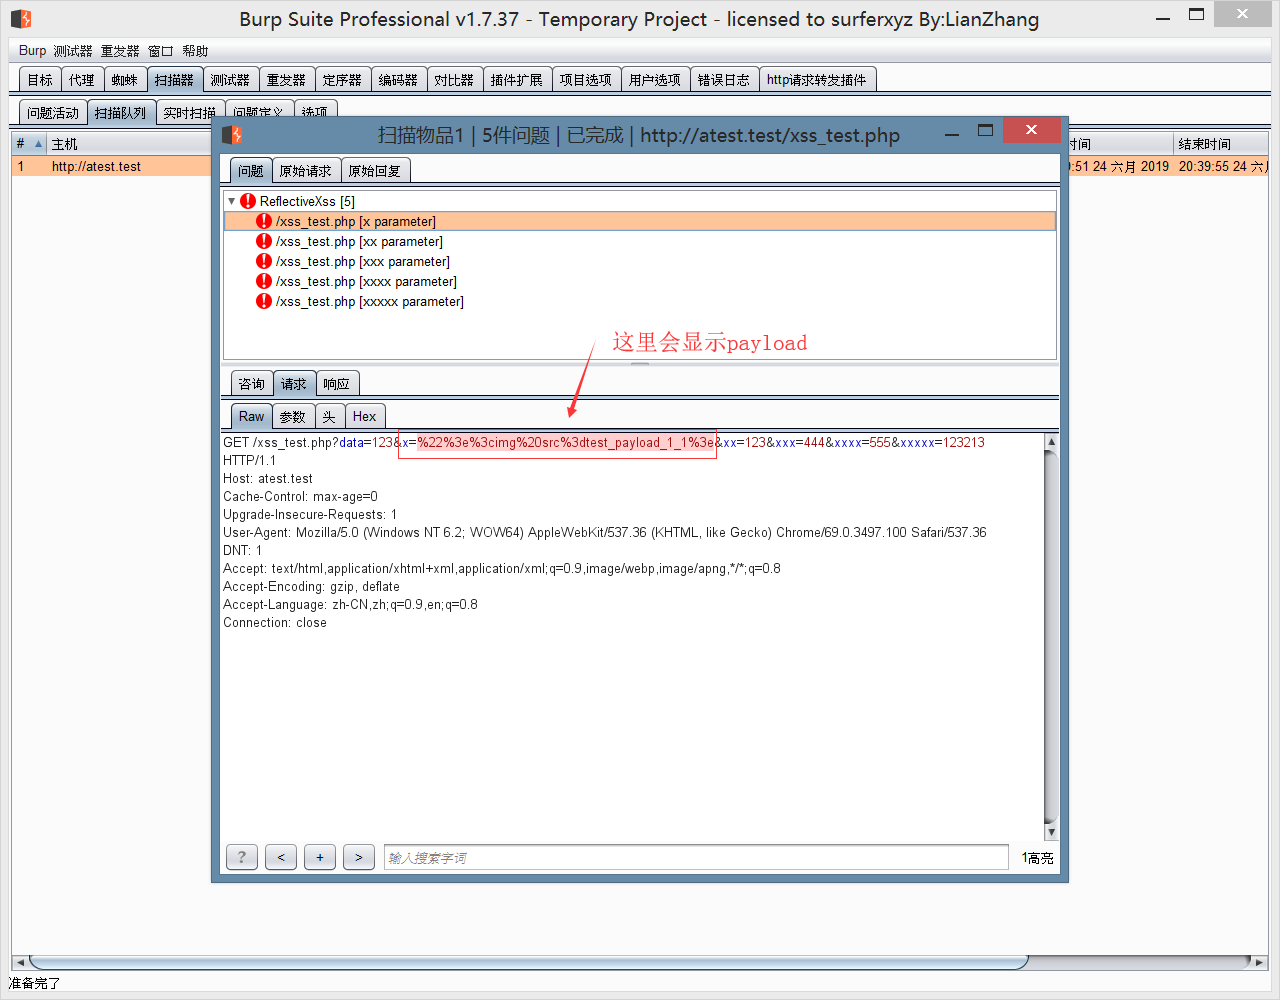 Burp Suite Professional v1.7.37 - Temporary Project - licensed to surferxyz By:LianZhang
Burp 测试器 重发器 窗口 帮助
目标 代理 蜘蛛 扫描器 测试器 重发器 定序器 编码器 对比器 插件扩展 项目选项 用户选项 错误日志 http请求转发插件
问题活动 扫描队列 实时扫描 问题定义 选项
扫描物品1 | 5件问题 | 已完成 | http://atest.test/xss_test.php
# 主机 时间 结束时间
1 http://atest.test :51 24 六月 2019 20:39:55 24 六
问题 原始请求 原始回复
ReflectiveXss [5]
/xss_test.php [x parameter]
/xss_test.php [xx parameter]
/xss_test.php [xxx parameter]
/xss_test.php [xxxx parameter]
/xss_test.php [xxxxx parameter]
这里会显示payload
咨询 请求 响应
Raw 参数 头 Hex
GET /xss_test.php?data=123&x=%22%3e%3cimg%20src%3dtest_payload_1_1%3e&xx=123&xxx=444&xxxx=555&xxxxx=123213
HTTP/1.1
Host: atest.test
Cache-Control: max-age=0
Upgrade-Insecure-Requests: 1
User-Agent: Mozilla/5.0 (Windows NT 6.2; WOW64) AppleWebKit/537.36 (KHTML, like Gecko) Chrome/69.0.3497.100 Safari/537.36
DNT: 1
Accept: text/html,application/xhtml+xml,application/xml;q=0.9,image/webp,image/apng,*/*;q=0.8
Accept-Encoding: gzip, deflate
Accept-Language: zh-CN,zh;q=0.9,en;q=0.8
Connection: close
? < + > 输入搜索字词 1高亮
准备完了